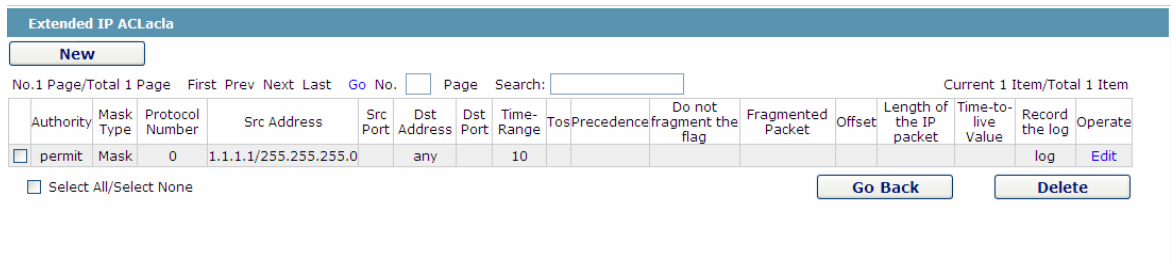 Extended IP ACLacla
New
No.1 Page/Total 1 Page First Prev Next Last Go No. Page Search: Current 1 Item/Total 1 Item
Authority Mask Type Protocol Number Src Address Src Port Dst Address Dst Port Time-Range Tos Precedence Do not fragment the flag Fragmented Packet Offset Length of the IP packet Time-to-live Value Record the log Operate
permit Mask 0 1.1.1.1/255.255.255.0 any 10 log Edit
Select All/Select None Go Back Delete